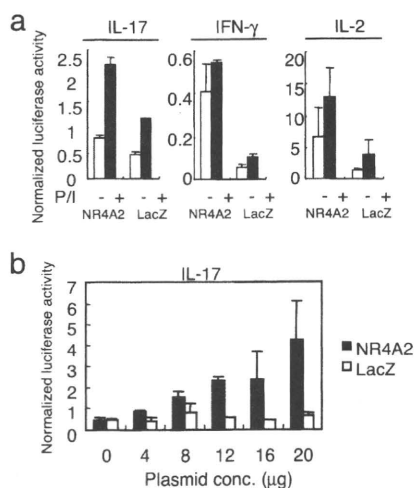 a
IL-17
IFN-γ
IL-2
Normalized luciferase activity
2.5
2
1.5
1
0.5
0
0.6
0.4
0.2
0
20
15
10
5
0
P/I
- + - +
- + - +
- + - +
NR4A2 LacZ
NR4A2 LacZ
NR4A2 LacZ
b
IL-17
Normalized luciferase activity
7
6
5
4
3
2
1
0
NR4A2
LacZ
0 4 8 12 16 20
Plasmid conc. (μg)